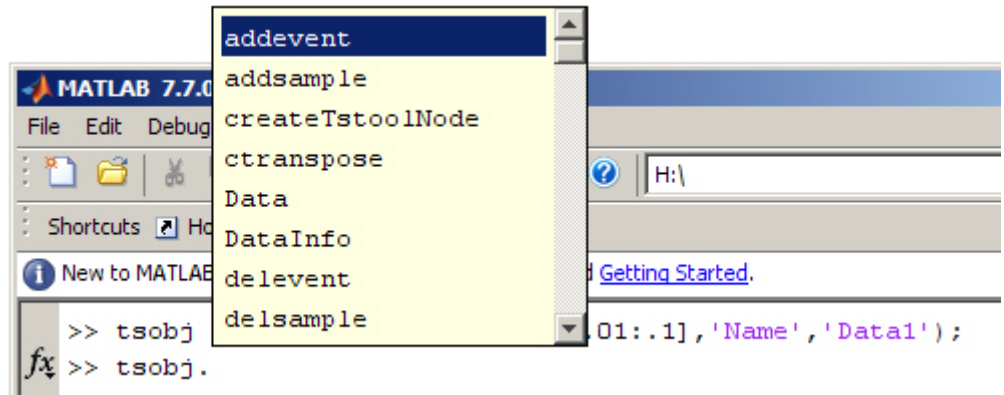 addevent
addsample
createTstoolNode
ctranspose
Data
DataInfo
delevent
delsample
MATLAB 7.7.0
File Edit Debug
H:\
Shortcuts
New to MATLAB Getting Started.
>> tsobj .01:.1],'Name','Data1');
fx >> tsobj.